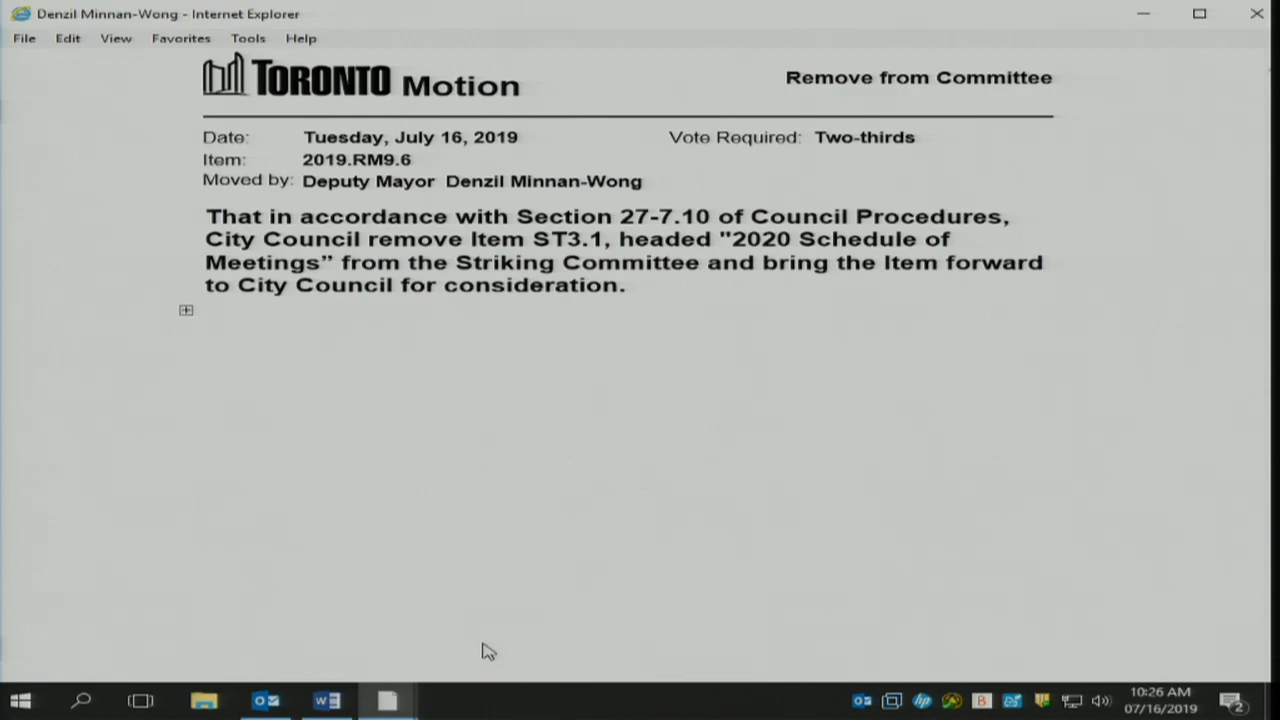 Denzil Minnan-Wong - Internet Explorer
File Edit View Favorites Tools Help
TORONTO Motion
Remove from Committee
Date: Tuesday, July 16, 2019 Vote Required: Two-thirds
Item: 2019.RM9.6
Moved by: Deputy Mayor Denzil Minnan-Wong
That in accordance with Section 27-7.10 of Council Procedures,
City Council remove Item ST3.1, headed "2020 Schedule of
Meetings" from the Striking Committee and bring the Item forward
to City Council for consideration.
10:26 AM
07/16/2019
2